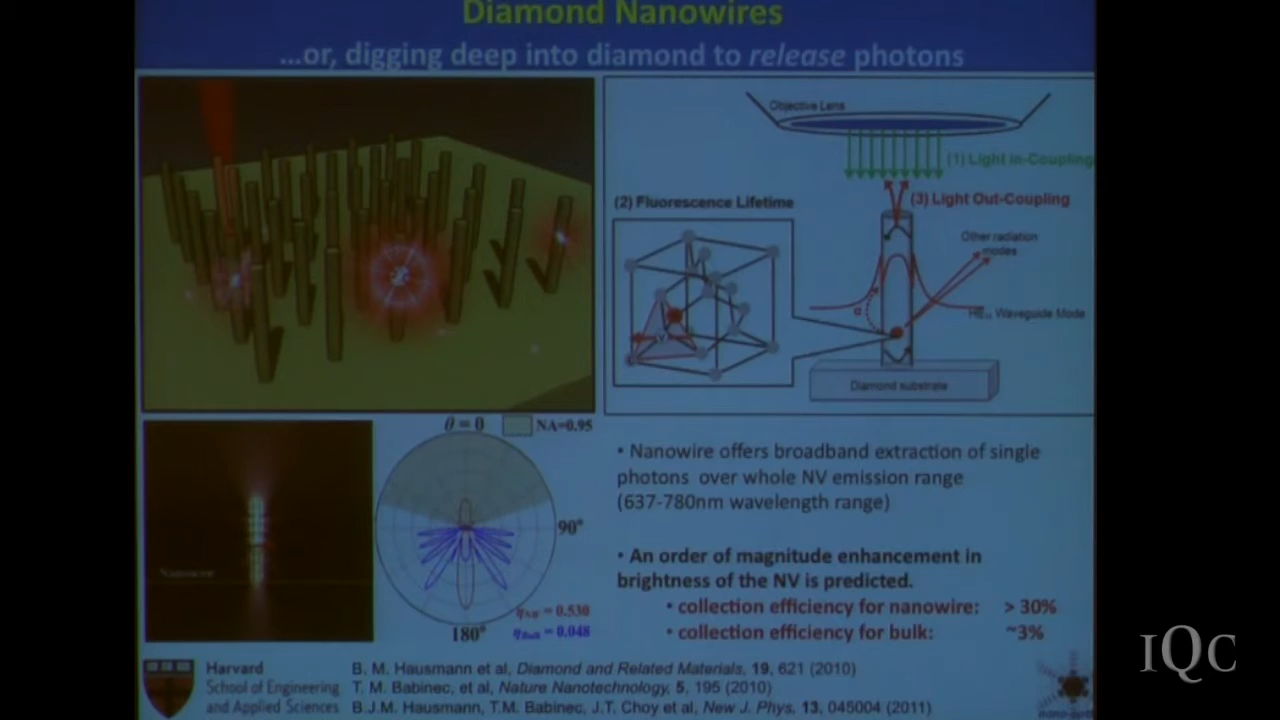 Diamond Nanowires
...or, digging deep into diamond to release photons
Objective Lens
(1) Light in-Coupling
(2) Fluorescence Lifetime
(3) Light Out-Coupling
Other radiation
modes
α
HE₁₁ Waveguide Mode
Diamond substrate
Nanowire
θ = 0
NA=0.95
90°
180°
= 0.530
= 0.048
• Nanowire offers broadband extraction of single
photons over whole NV emission range
(637-780nm wavelength range)
• An order of magnitude enhancement in
brightness of the NV is predicted.
• collection efficiency for nanowire: > 30%
• collection efficiency for bulk: ~3%
Harvard
School of Engineering
and Applied Sciences
B. M. Hausmann et al, Diamond and Related Materials, 19, 621 (2010)
T. M. Babinec, et al, Nature Nanotechnology, 5, 195 (2010)
B.J.M. Hausmann, T.M. Babinec, J.T. Choy et al, New J. Phys, 13, 045004 (2011)
IQC